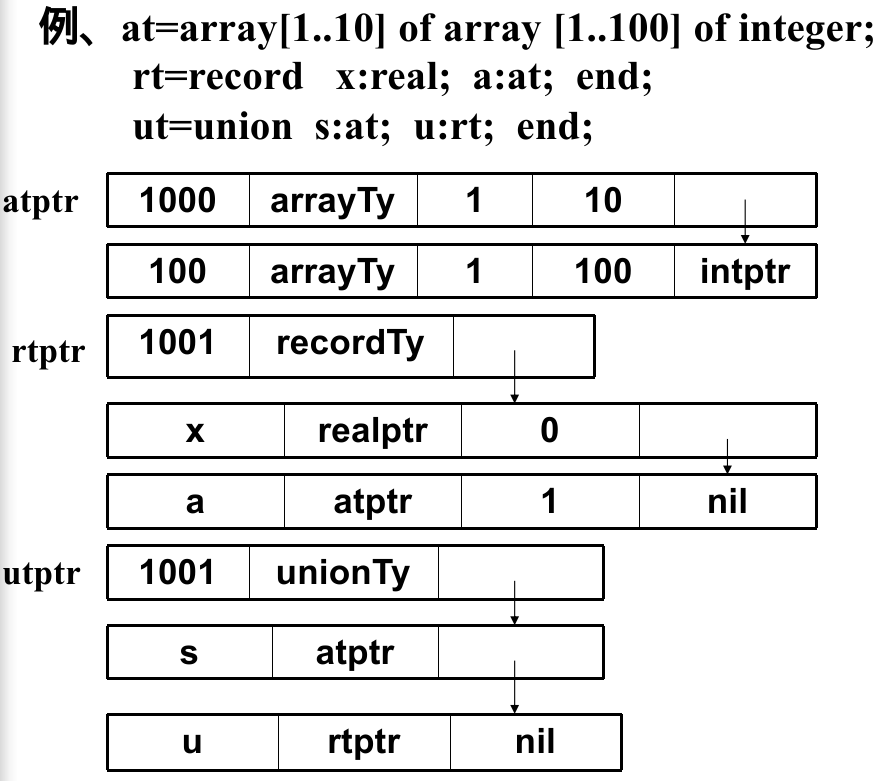 例、at=array[1..10] of array [1..100] of integer;
rt=record x:real; a:at; end;
ut=union s:at; u:rt; end;
atptr 1000 arrayTy 1 10
100 arrayTy 1 100 intptr
rtptr 1001 recordTy
x realptr 0
a atptr 1 nil
utptr 1001 unionTy
s atptr
u rtptr nil